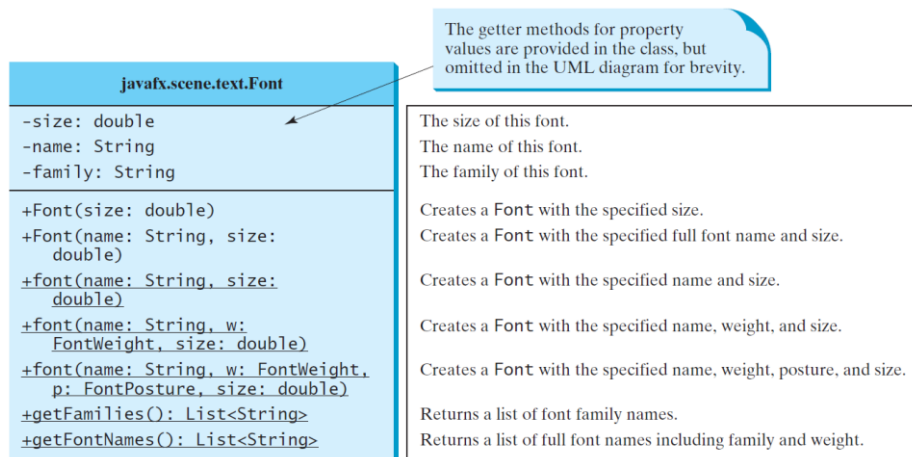 The getter methods for property
values are provided in the class, but
omitted in the UML diagram for brevity.
javafx.scene.text.Font
-size: double
The size of this font.
-name: String
The name of this font.
-family: String
The family of this font.
+Font(size: double)
Creates a Font with the specified size.
+Font(name: String, size:
double)
Creates a Font with the specified full font name and size.
+font(name: String, size:
double)
Creates a Font with the specified name and size.
+font(name: String, w:
FontWeight, size: double)
Creates a Font with the specified name, weight, and size.
+font(name: String, w: FontWeight,
p: FontPosture, size: double)
Creates a Font with the specified name, weight, posture, and size.
+getFamilies(): List<String>
Returns a list of font family names.
+getFontNames(): List<String>
Returns a list of full font names including family and weight.